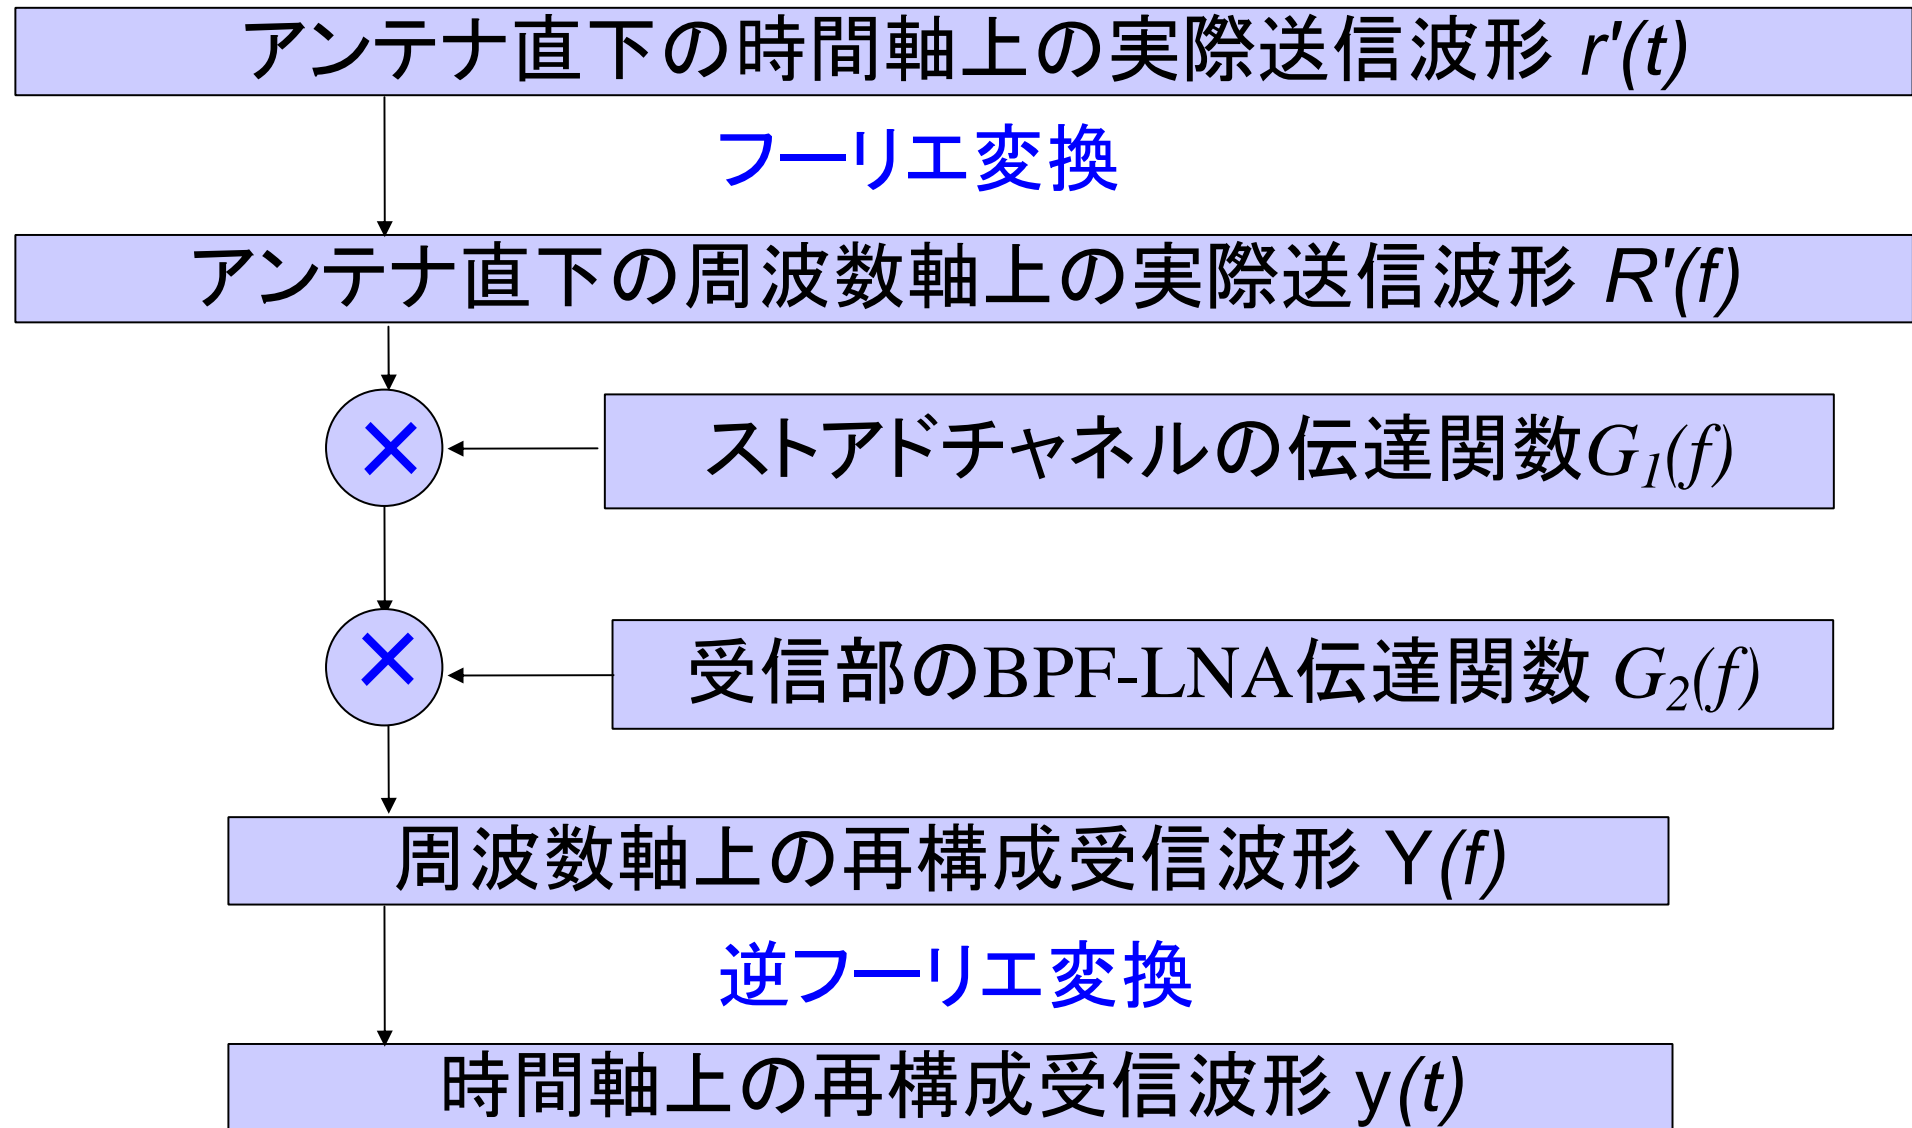 アンテナ直下の時間軸上の実際送信波形 r'(t)
フーリエ変換
アンテナ直下の周波数軸上の実際送信波形 R'(f)
×
ストアドチャネルの伝達関数G1(f)
×
受信部のBPF-LNA伝達関数 G2(f)
周波数軸上の再構成受信波形 Y(f)
逆フーリエ変換
時間軸上の再構成受信波形 y(t)